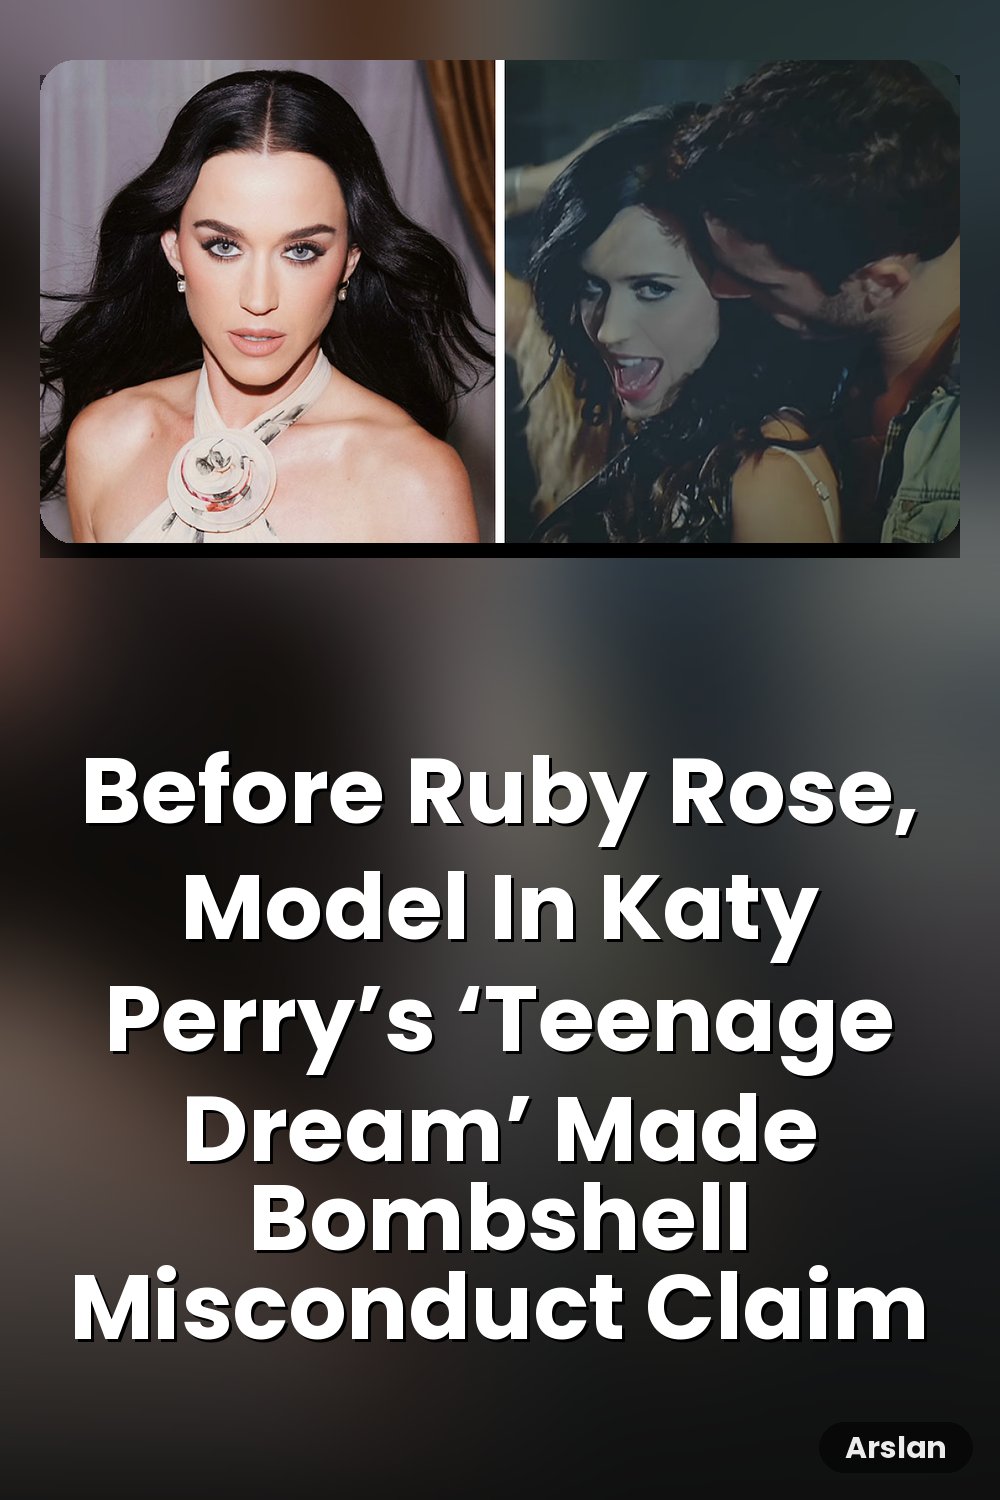 Before Ruby Rose,
Model In Katy
Perry’s ‘Teenage
Dream’ Made
Bombshell
Misconduct Claim
Arslan